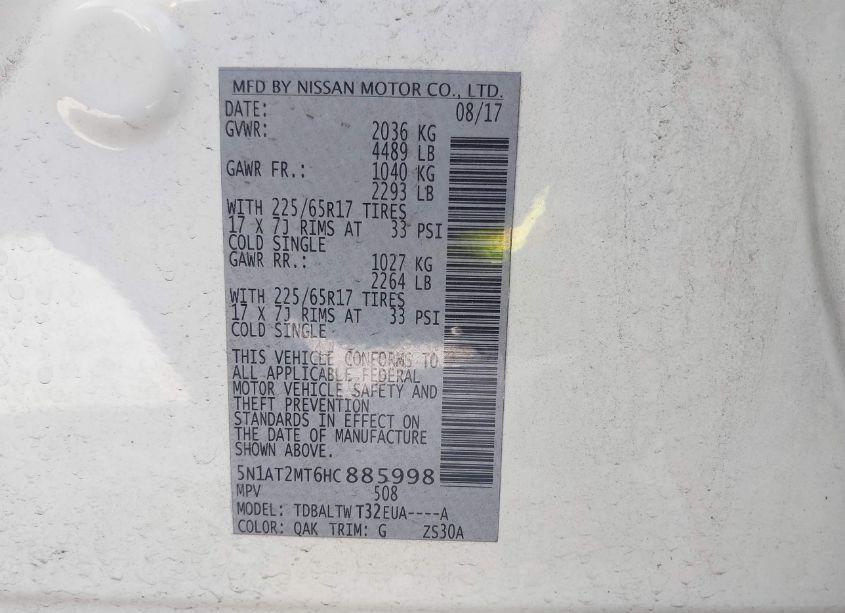 MFD BY NISSAN MOTOR CO., LTD.
DATE: 08/17
GVWR: 2036 KG
4489 LB
GAWR FR.: 1040 KG
2293 LB
WITH 225/65R17 TIRES
17 X 7J RIMS AT 33 PSI
COLD SINGLE
GAWR RR.: 1027 KG
2264 LB
WITH 225/65R17 TIRES
17 X 7J RIMS AT 33 PSI
COLD SINGLE
THIS VEHICLE CONFORMS TO
ALL APPLICABLE FEDERAL
MOTOR VEHICLE SAFETY AND
THEFT PREVENTION
STANDARDS IN EFFECT ON
THE DATE OF MANUFACTURE
SHOWN ABOVE.
5N1AT2MT6HC885998
MPV 508
MODEL: TDBALTW T32EUA----A
COLOR: QAK TRIM: G ZS30A